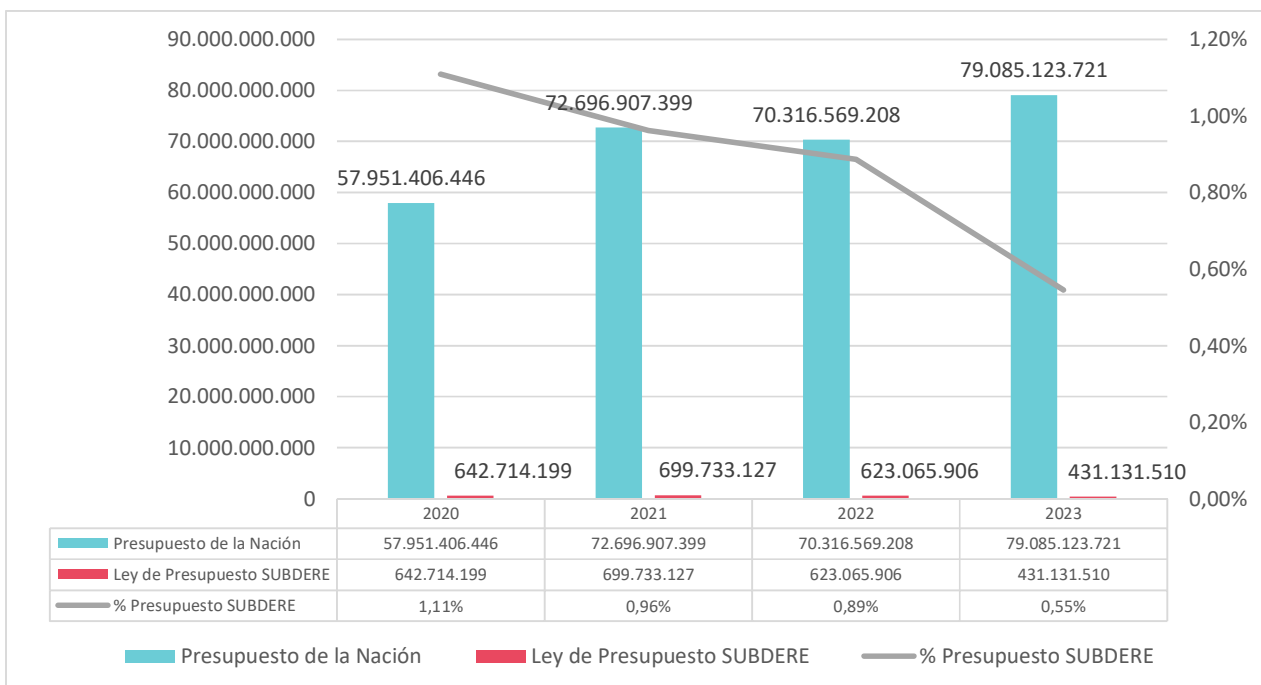 90.000.000.000 1,20%
79.085.123.721
80.000.000.000
72.696.907.399 70.316.569.208 1,00%
70.000.000.000
57.951.406.446
60.000.000.000 0,80%
50.000.000.000
0,60%
40.000.000.000
30.000.000.000 0,40%
20.000.000.000
0,20%
10.000.000.000
642.714.199 699.733.127 623.065.906 431.131.510
0 0,00%
2020 2021 2022 2023
Presupuesto de la Nación 57.951.406.446 72.696.907.399 70.316.569.208 79.085.123.721
Ley de Presupuesto SUBDERE 642.714.199 699.733.127 623.065.906 431.131.510
% Presupuesto SUBDERE 1,11% 0,96% 0,89% 0,55%
Presupuesto de la Nación Ley de Presupuesto SUBDERE % Presupuesto SUBDERE